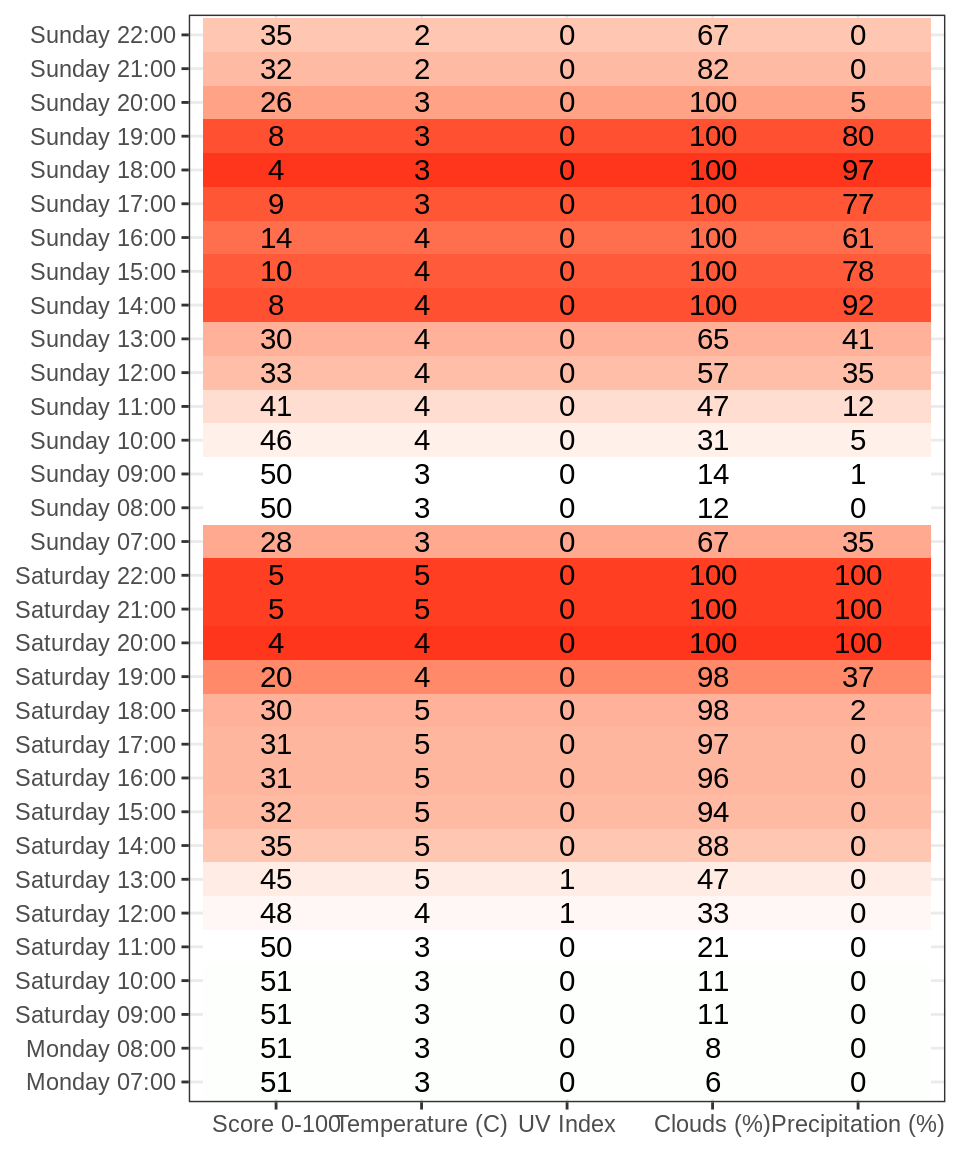 Sunday 22:00 35 2 0 67 0
Sunday 21:00 32 2 0 82 0
Sunday 20:00 26 3 0 100 5
Sunday 19:00 8 3 0 100 80
Sunday 18:00 4 3 0 100 97
Sunday 17:00 9 3 0 100 77
Sunday 16:00 14 4 0 100 61
Sunday 15:00 10 4 0 100 78
Sunday 14:00 8 4 0 100 92
Sunday 13:00 30 4 0 65 41
Sunday 12:00 33 4 0 57 35
Sunday 11:00 41 4 0 47 12
Sunday 10:00 46 4 0 31 5
Sunday 09:00 50 3 0 14 1
Sunday 08:00 50 3 0 12 0
Sunday 07:00 28 3 0 67 35
Saturday 22:00 5 5 0 100 100
Saturday 21:00 5 5 0 100 100
Saturday 20:00 4 4 0 100 100
Saturday 19:00 20 4 0 98 37
Saturday 18:00 30 5 0 98 2
Saturday 17:00 31 5 0 97 0
Saturday 16:00 31 5 0 96 0
Saturday 15:00 32 5 0 94 0
Saturday 14:00 35 5 0 88 0
Saturday 13:00 45 5 1 47 0
Saturday 12:00 48 4 1 33 0
Saturday 11:00 50 3 0 21 0
Saturday 10:00 51 3 0 11 0
Saturday 09:00 51 3 0 11 0
Monday 08:00 51 3 0 8 0
Monday 07:00 51 3 0 6 0
Score 0-100 Temperature (C) UV Index Clouds (%) Precipitation (%)